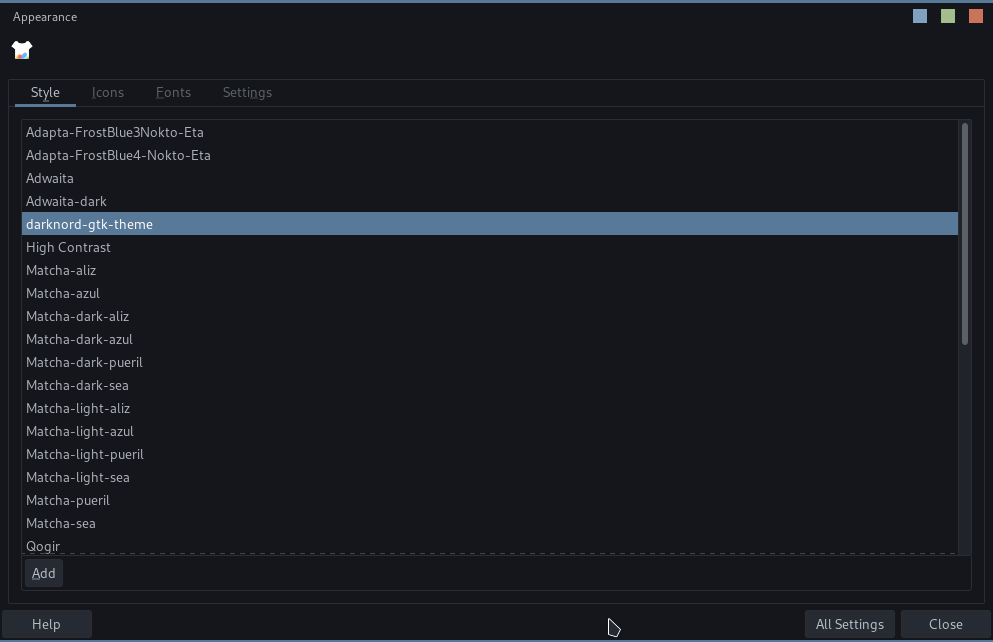 Appearance
Style Icons Fonts Settings
Adapta-FrostBlue3Nokto-Eta
Adapta-FrostBlue4-Nokto-Eta
Adwaita
Adwaita-dark
darknord-gtk-theme
High Contrast
Matcha-aliz
Matcha-azul
Matcha-dark-aliz
Matcha-dark-azul
Matcha-dark-pueril
Matcha-dark-sea
Matcha-light-aliz
Matcha-light-azul
Matcha-light-pueril
Matcha-light-sea
Matcha-pueril
Matcha-sea
Qogir
Add
Help All Settings Close